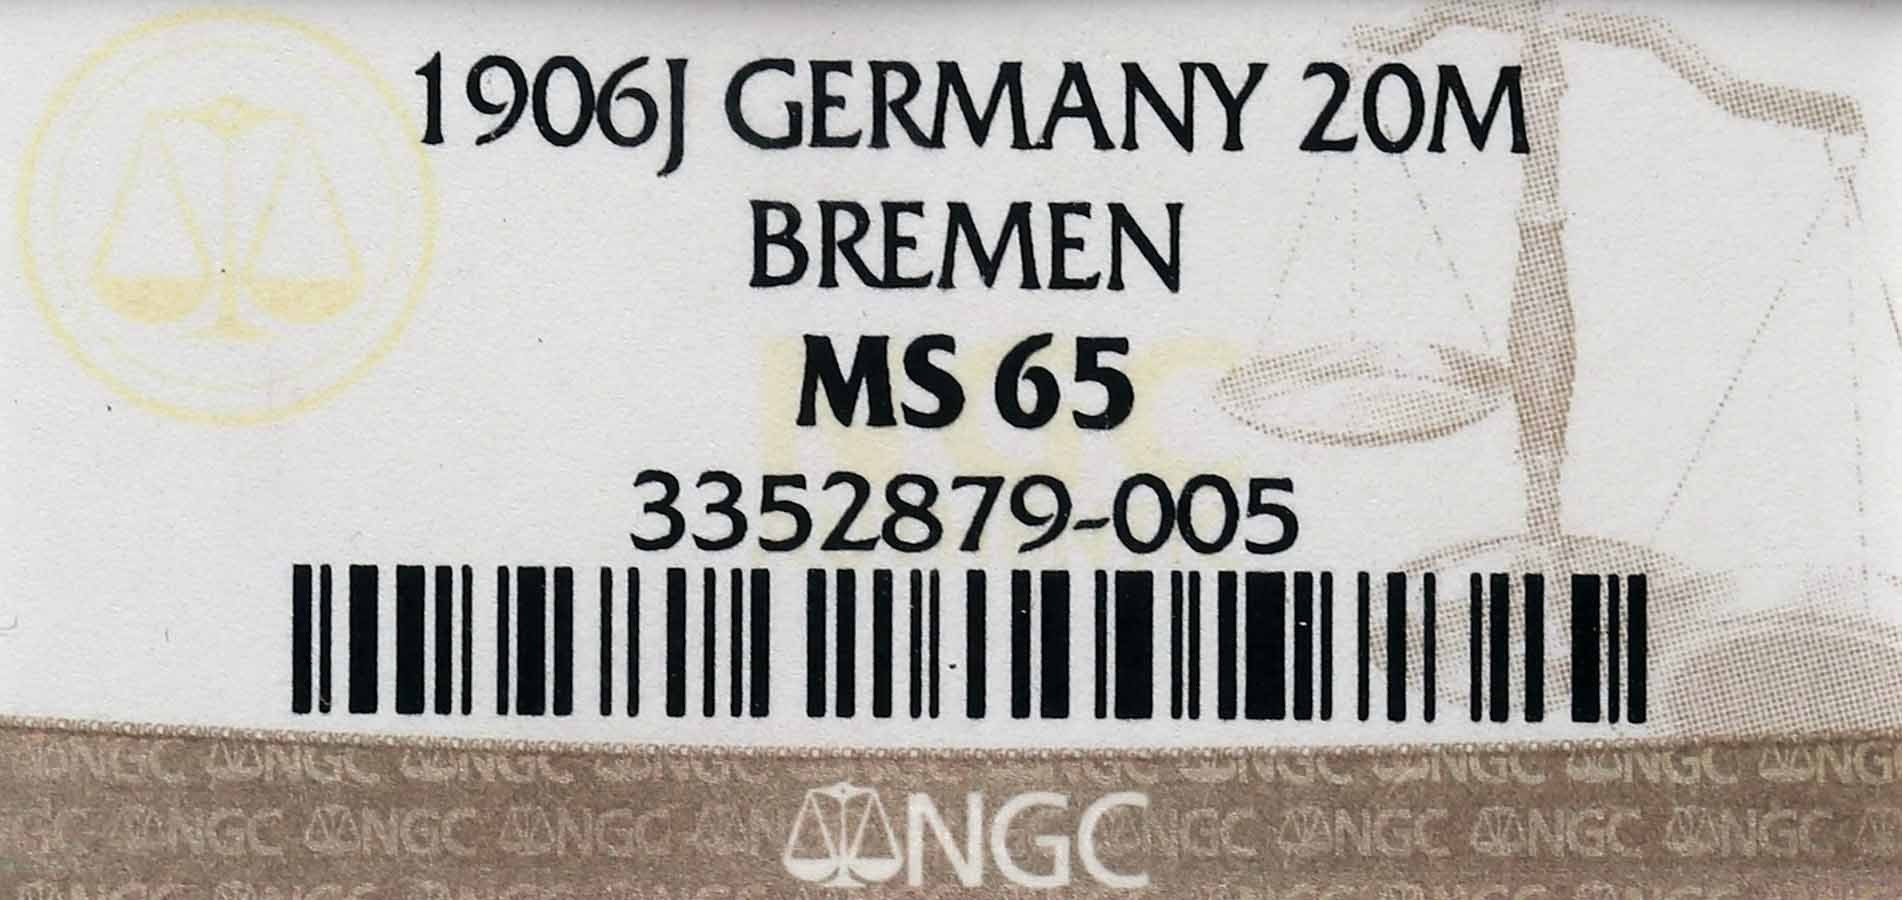 1906J GERMANY 20M
BREMEN
MS 65
3352879-005
NGC